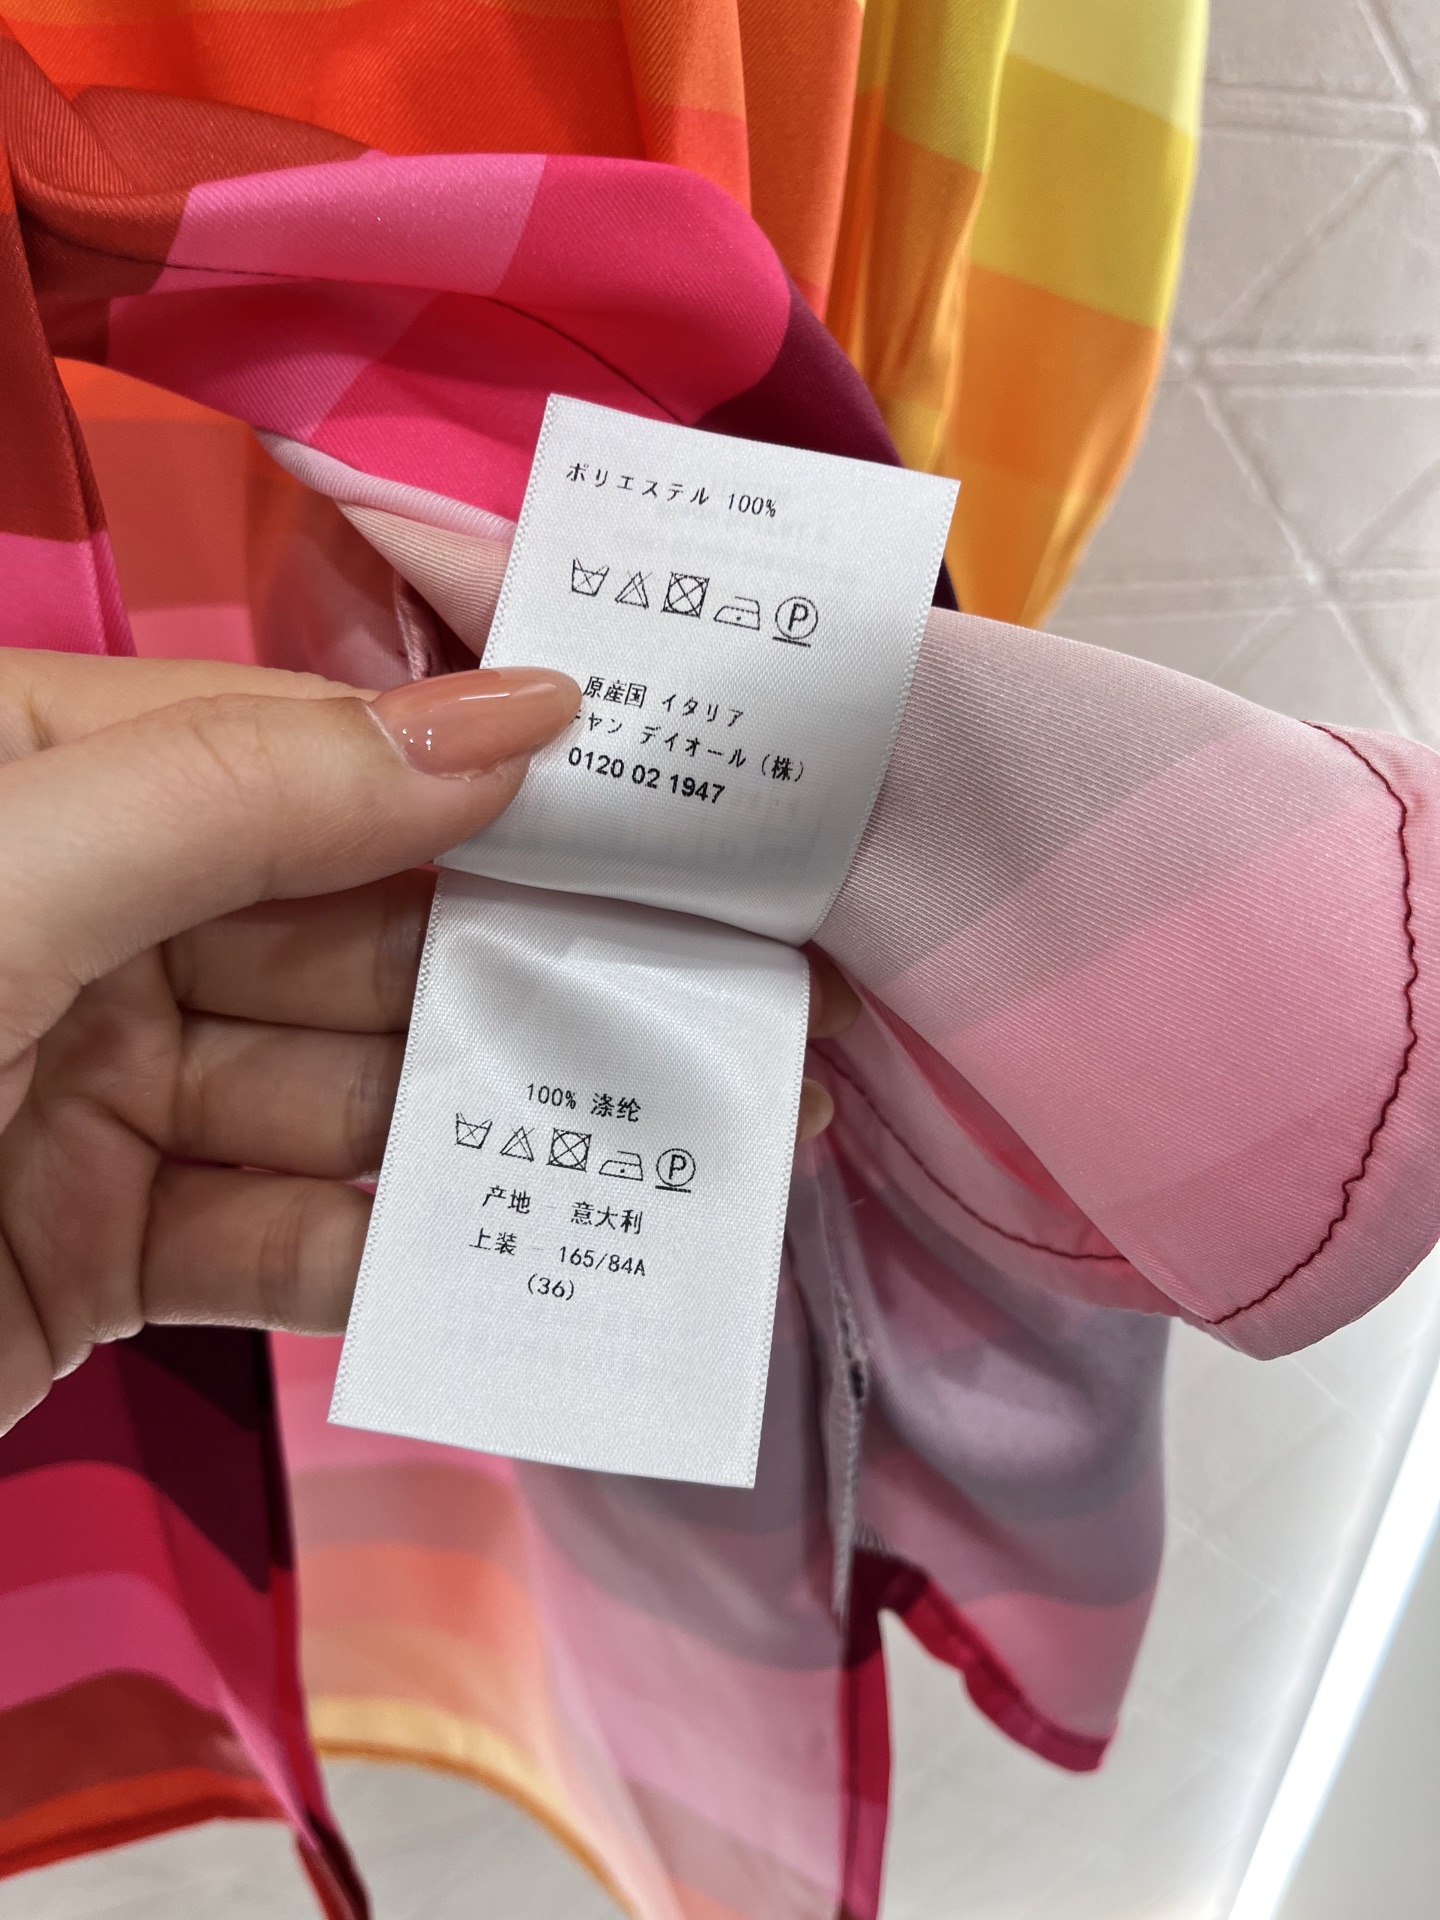 ポリエステル 100%
P
原産国 イタリア
ャン デイオール（株）
0120 02 1947
100% 涤纶
P
产地 - 意大利
上装 - 165/84A
(36)